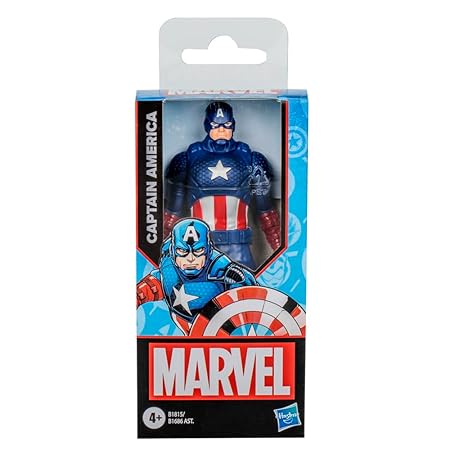 CAPTAIN AMERICA
A
A
MARVEL
4+
B1815/
B1686 AST.
Hasbro